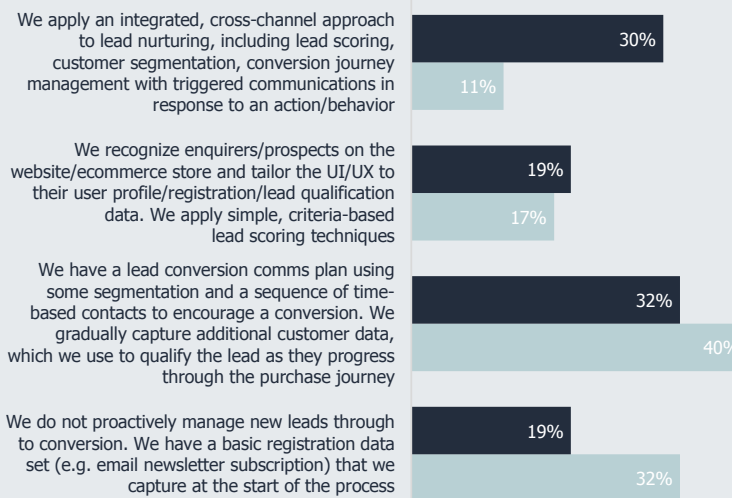 We apply an integrated, cross-channel approach
to lead nurturing, including lead scoring,
customer segmentation, conversion journey
management with triggered communications in
response to an action/behavior
30%
11%
We recognize enquirers/prospects on the
website/ecommerce store and tailor the UI/UX to
their user profile/registration/lead qualification
data. We apply simple, criteria-based
lead scoring techniques
19%
17%
We have a lead conversion comms plan using
some segmentation and a sequence of time-
based contacts to encourage a conversion. We
gradually capture additional customer data,
which we use to qualify the lead as they progress
through the purchase journey
32%
40%
We do not proactively manage new leads through
to conversion. We have a basic registration data
set (e.g. email newsletter subscription) that we
capture at the start of the process
19%
32%